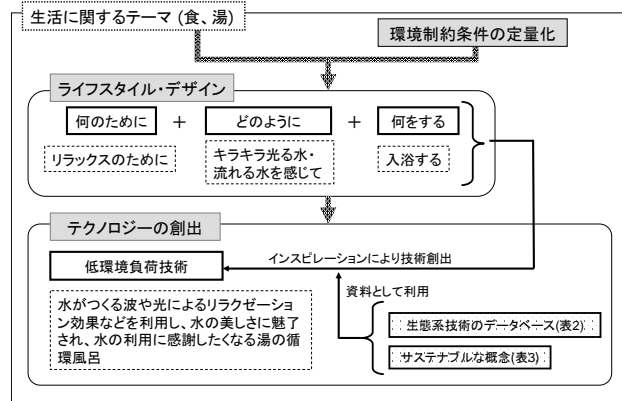 生活に関するテーマ (食、湯)
環境制約条件の定量化
ライフスタイル・デザイン
何のために + どのように + 何をする
リラックスのために
キラキラ光る水・
流れる水を感じて
入浴する
テクノロジーの創出
低環境負荷技術
インスピレーションにより技術創出
資料として利用
水がつくる波や光によるリラクゼーショ
ン効果などを利用し、水の美しさに魅了
され、水の利用に感謝したくなる湯の循
環風呂
生態系技術のデータベース(表2)
サステナブルな概念(表3)